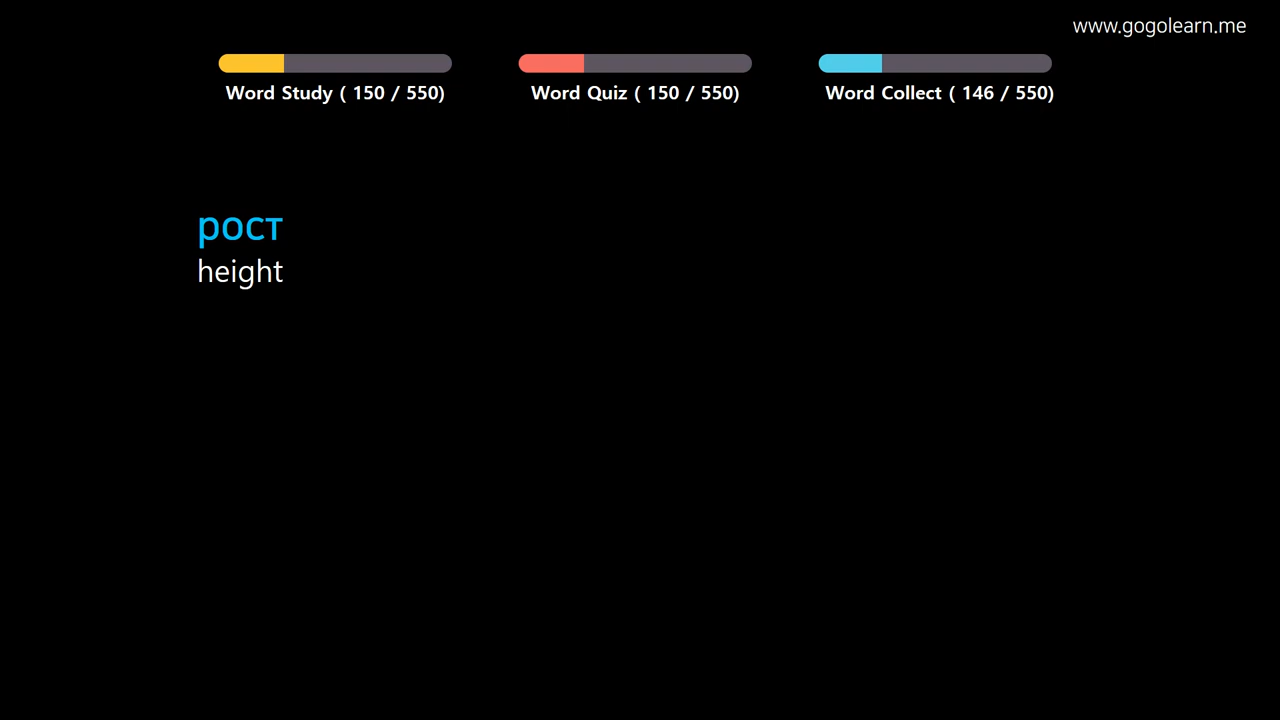 www.gogolearn.me
Word Study ( 150 / 550)
Word Quiz ( 150 / 550)
Word Collect ( 146 / 550)
рост
height